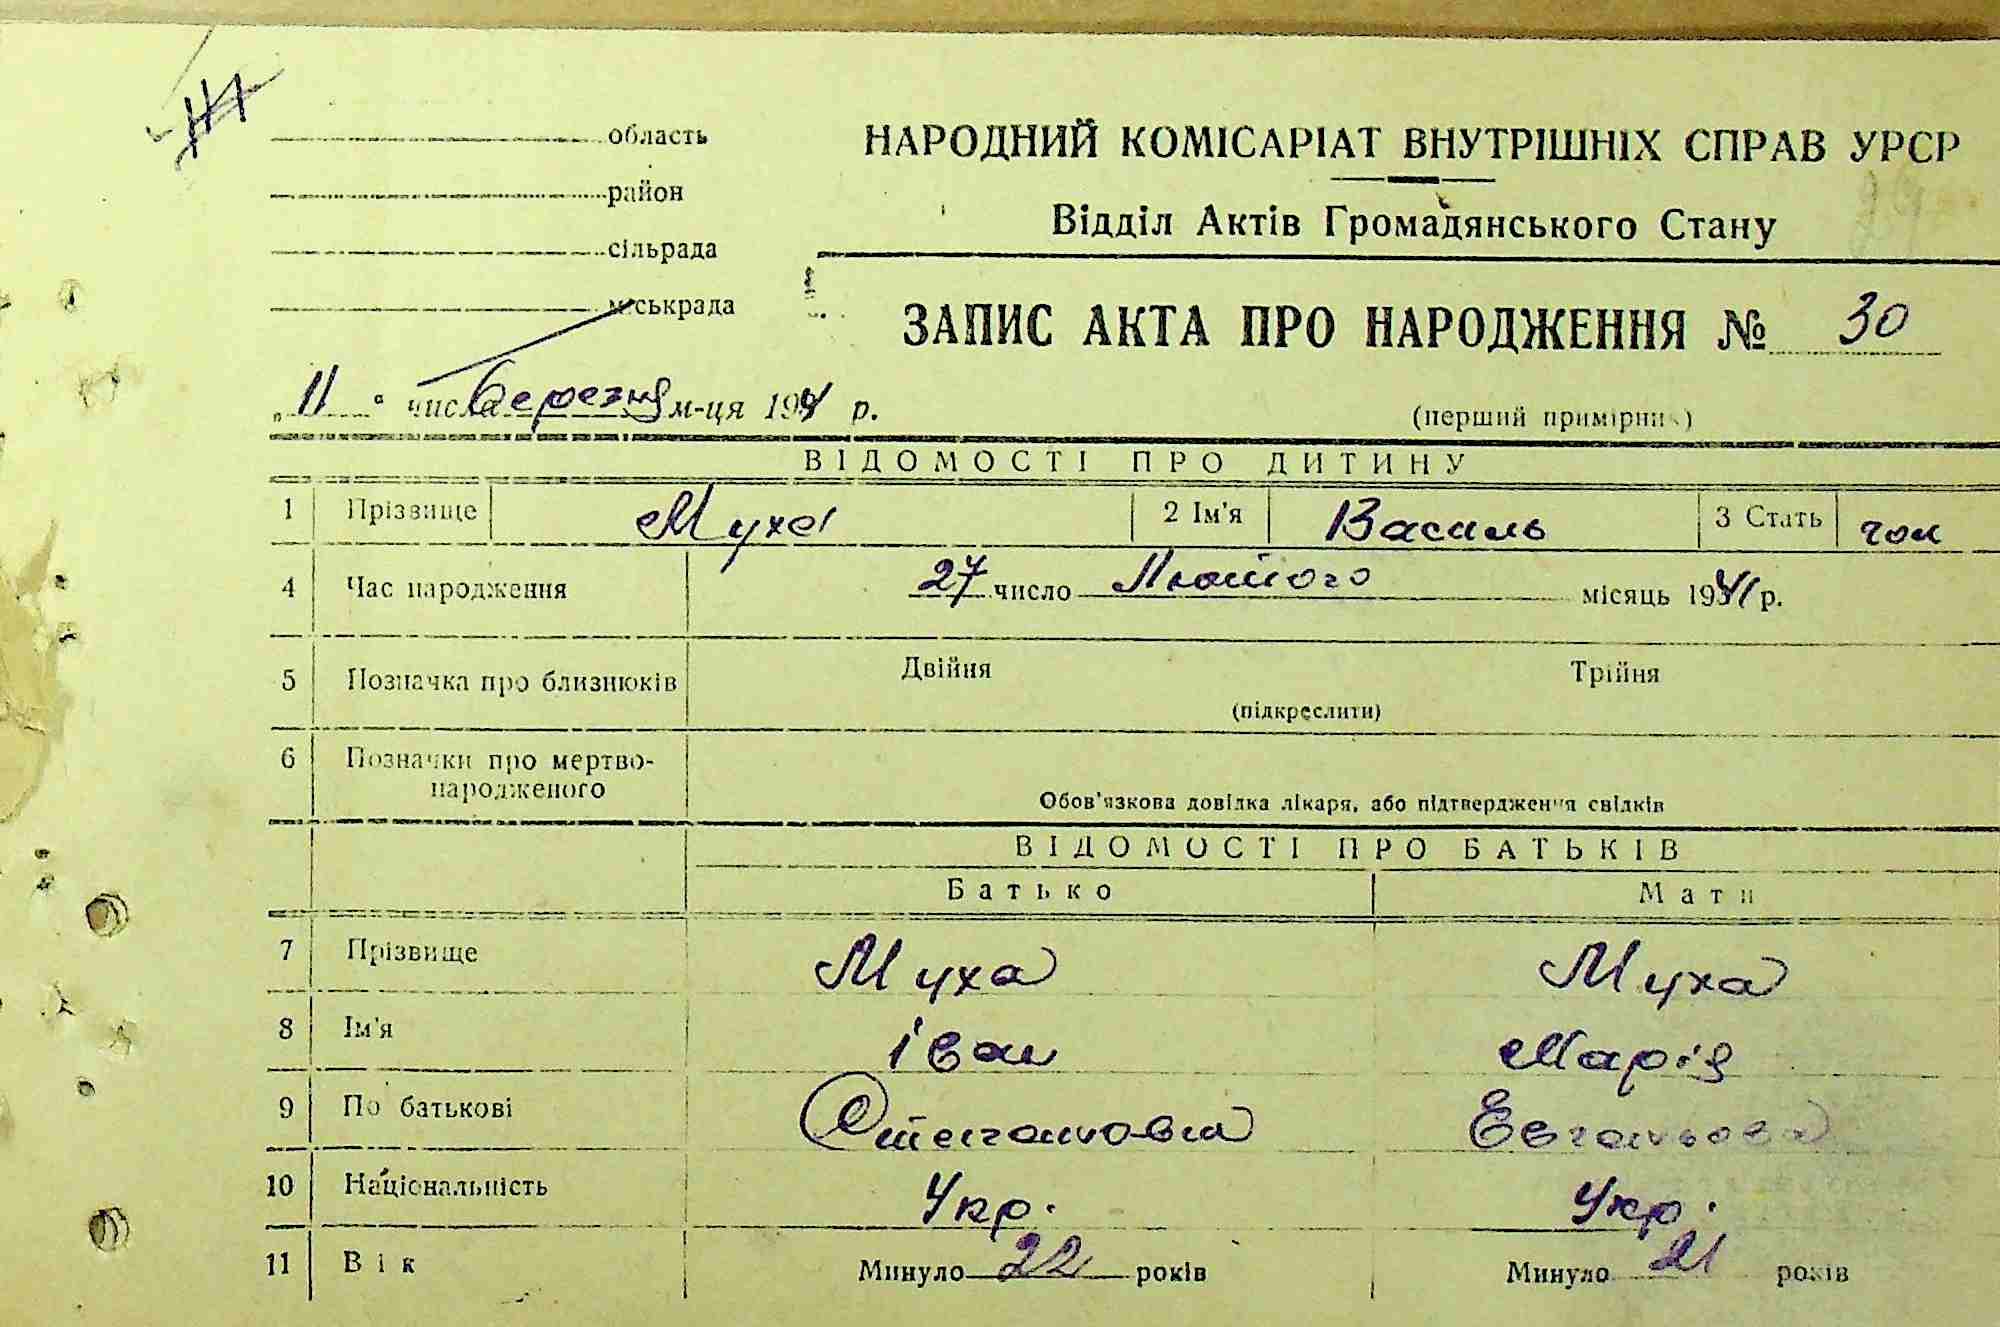 область
район
сільрада
міськрада
НАРОДНИЙ КОМІСАРІАТ ВНУТРІШНІХ СПРАВ УРСР
Відділ Актів Громадянського Стану
ЗАПИС АКТА ПРО НАРОДЖЕННЯ № 30
„ 11 " числа березня м-ця 1941 р.
(перший примірник)
ВІДОМОСТІ ПРО ДИТИНУ
1 Прізвище Муха 2 Ім'я Василь 3 Стать чол
4 Час народження 27 число Лютого місяць 1941 р.
5 Позначка про близнюків Двійня Трійня
(підкреслити)
6 Позначки про мертво-
народженого
Обов'язкова довідка лікаря, або підтвердження свідків
ВІДОМОСТІ ПРО БАТЬКІВ
Батько Мати
7 Прізвище Муха Муха
8 Ім'я Іван Марія
9 По батькові
10 Національність Укр. Укр.
11 Вік Минуло 22 років Минуло 21 років